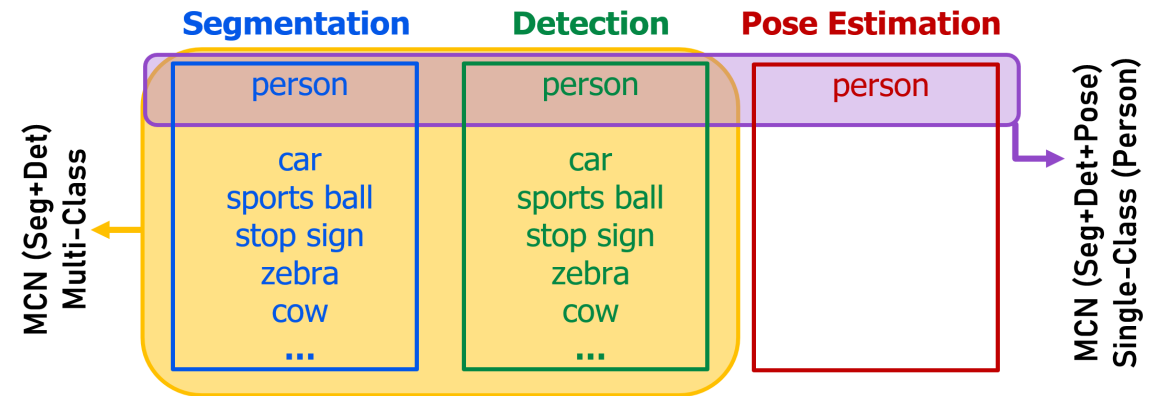 Segmentation
Detection
Pose Estimation
person
person
person
car
sports ball
stop sign
zebra
cow
...
car
sports ball
stop sign
zebra
cow
...
MCN (Seg+Det)
Multi-Class
MCN (Seg+Det+Pose)
Single-Class (Person)